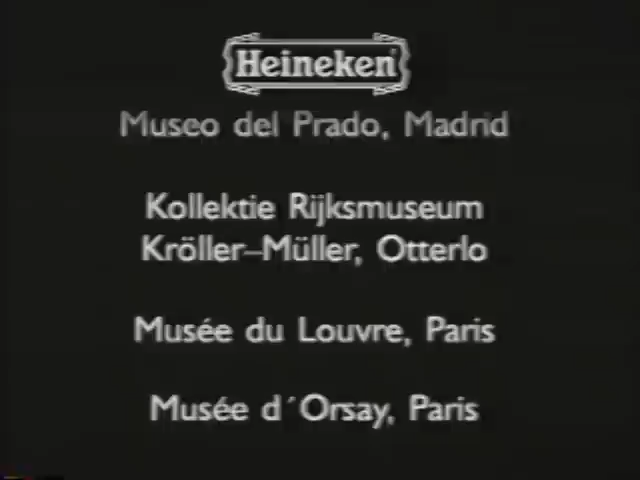 Heineken
Museo del Prado, Madrid
Kollektie Rijksmuseum
Kröller–Müller, Otterlo
Musée du Louvre, Paris
Musée d´Orsay, Paris